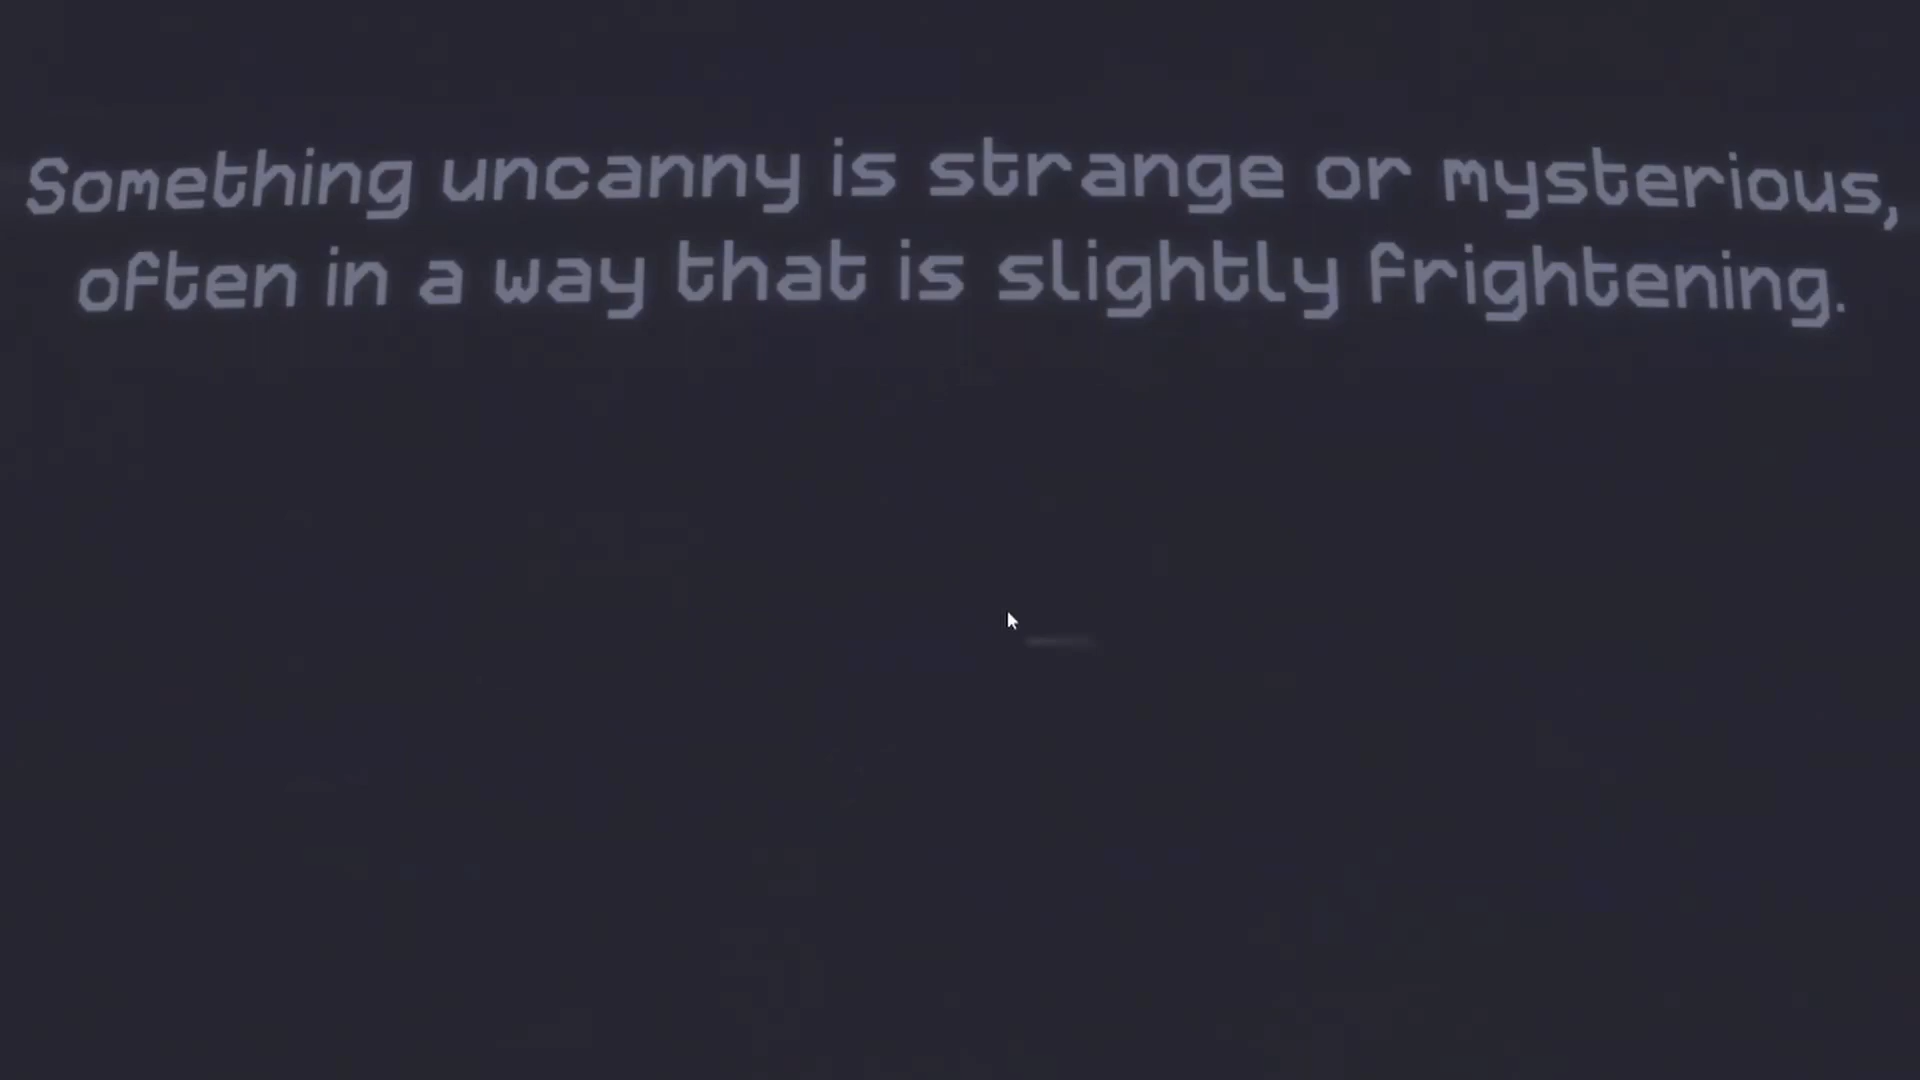 Something uncanny is strange or mysterious,
often in a way that is slightly frightening.